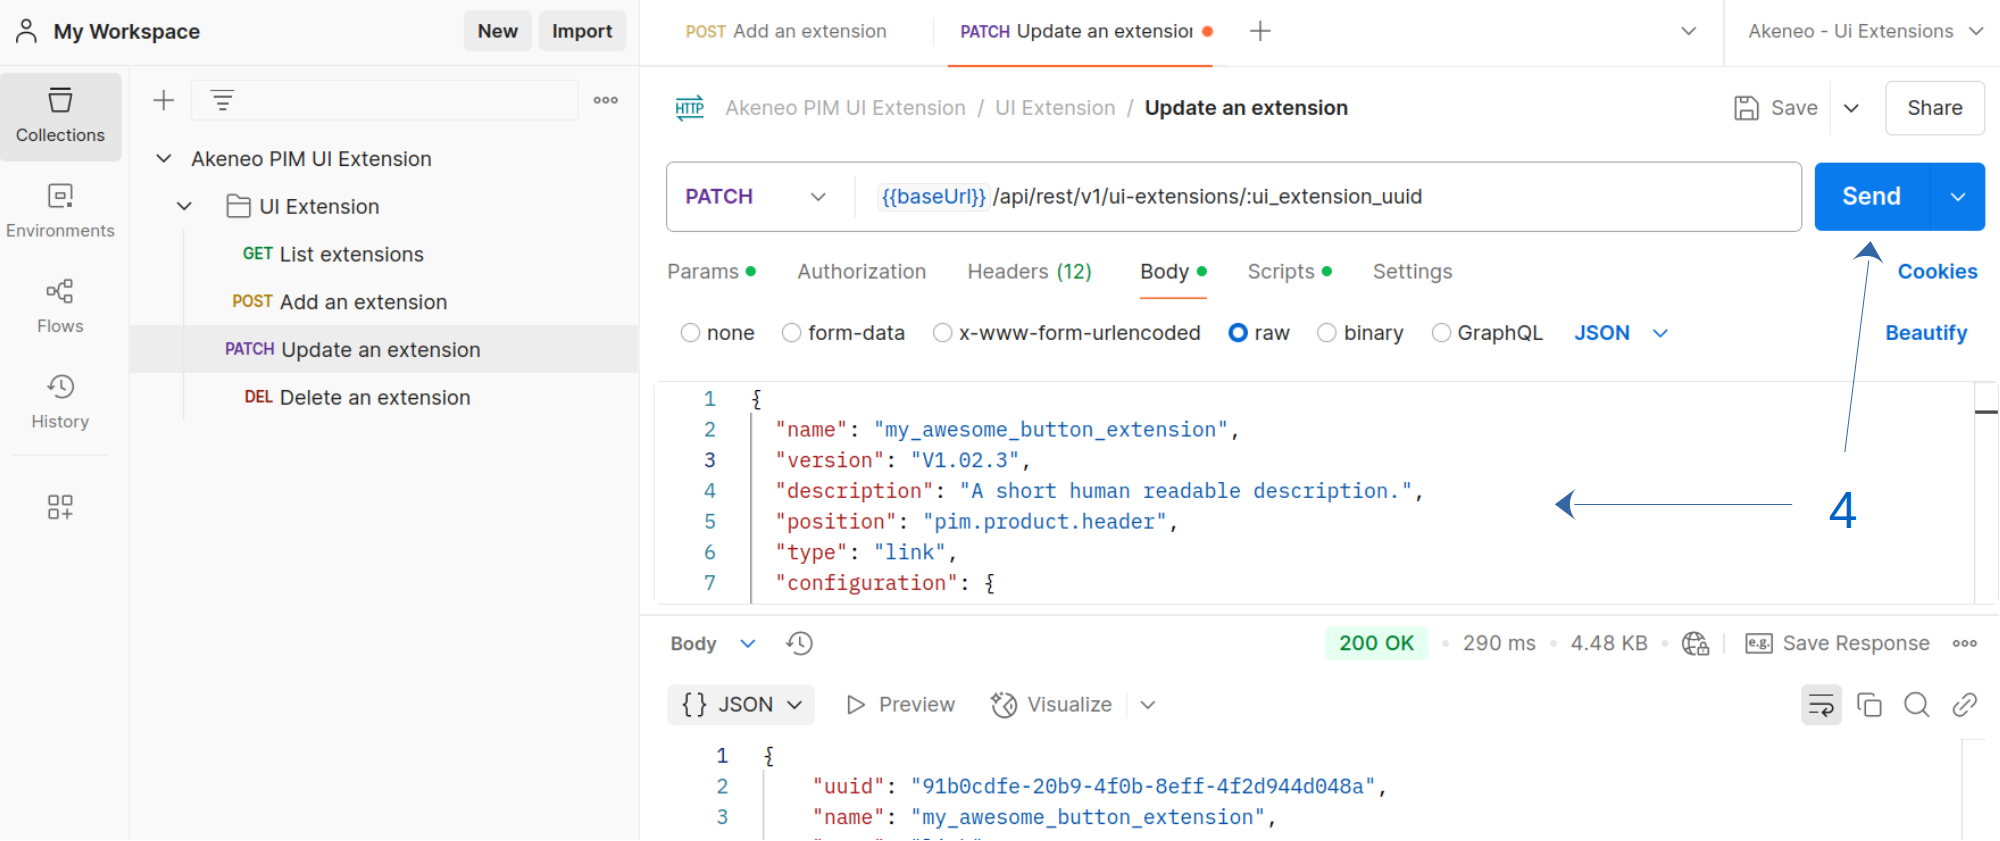 My Workspace
New
Import
Collections
Environments
Flows
History
Akeneo PIM UI Extension
UI Extension
GET List extensions
POST Add an extension
PATCH Update an extension
DEL Delete an extension
POST Add an extension
PATCH Update an extension
Akeneo - Ui Extensions
HTTP
Akeneo PIM UI Extension / UI Extension / Update an extension
Save
Share
PATCH
{{baseUrl}}/api/rest/v1/ui-extensions/:ui_extension_uuid
Send
Params
Authorization
Headers (12)
Body
Scripts
Settings
Cookies
none
form-data
x-www-form-urlencoded
raw
binary
GraphQL
JSON
Beautify
1 {
2 "name": "my_awesome_button_extension",
3 "version": "V1.02.3",
4 "description": "A short human readable description.",
5 "position": "pim.product.header",
6 "type": "link",
7 "configuration": {
4
Body
200 OK
290 ms
4.48 KB
e.g.
Save Response
{} JSON
Preview
Visualize
1 {
2 "uuid": "91b0cdfe-20b9-4f0b-8eff-4f2d944d048a",
3 "name": "my_awesome_button_extension",